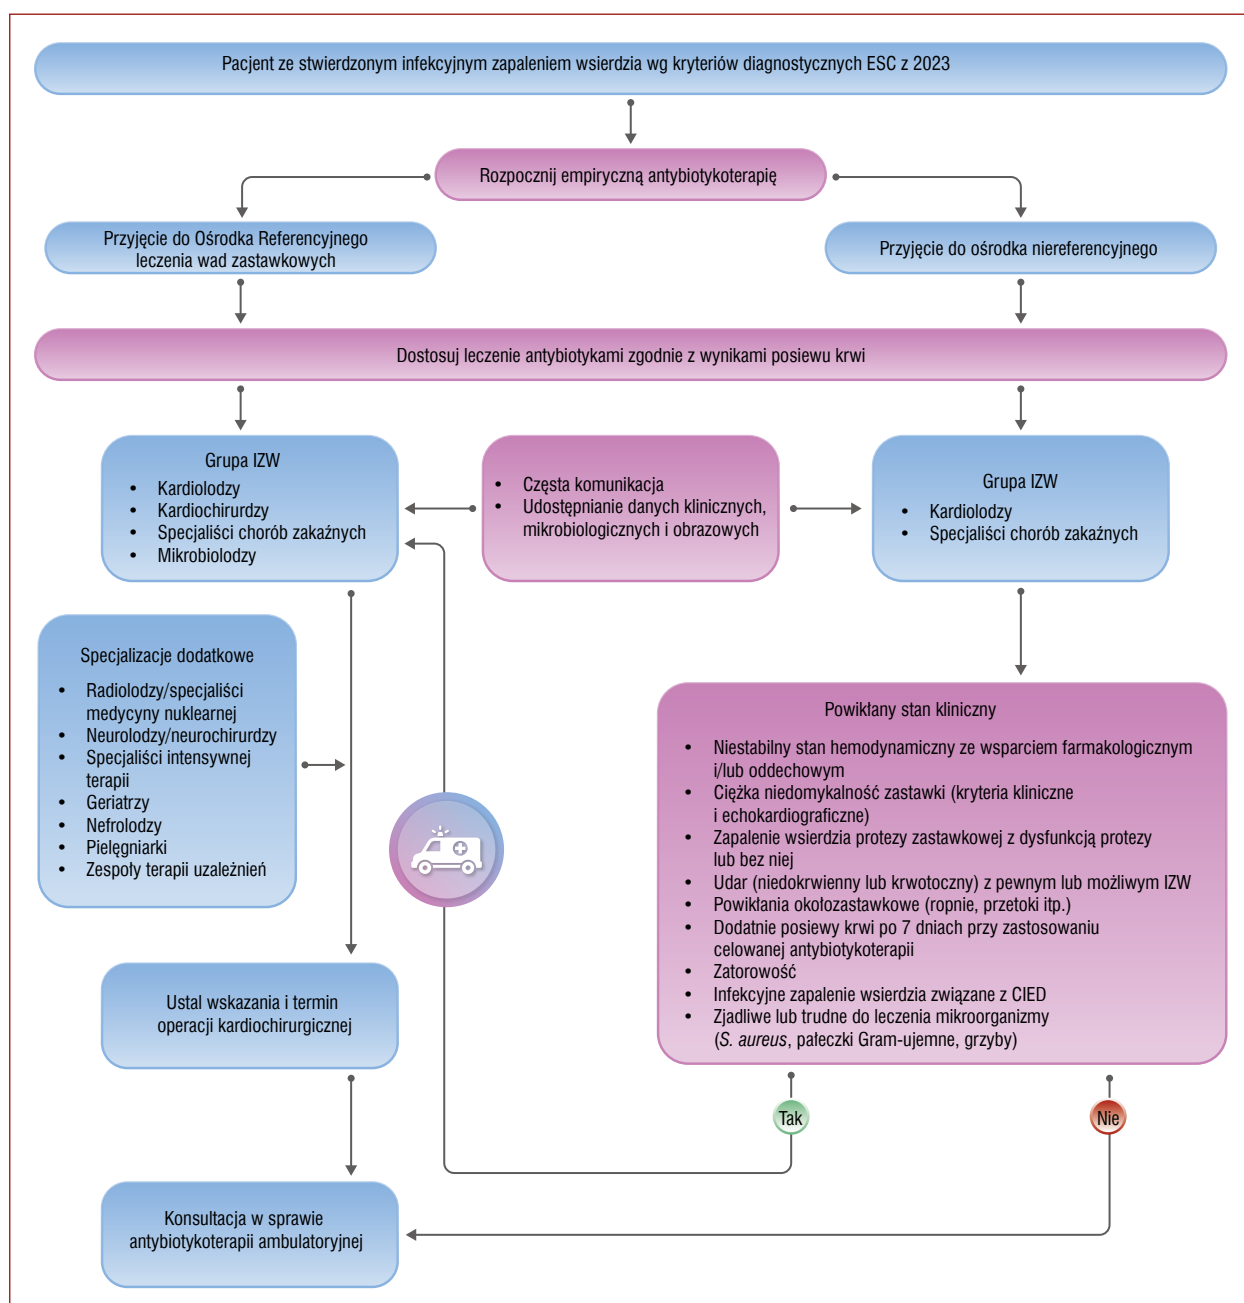 Pacjent ze stwierdzonym infekcyjnym zapaleniem wsierdzia wg kryteriów diagnostycznych ESC z 2023
Rozpocznij empiryczną antybiotykoterapię
Przyjęcie do Ośrodka Referencyjnego
leczenia wad zastawkowych
Przyjęcie do ośrodka niereferencyjnego
Dostosuj leczenie antybiotykami zgodnie z wynikami posiewu krwi
Grupa IZW
• Kardiolodzy
• Kardiochirurdzy
• Specjaliści chorób zakaźnych
• Mikrobiolodzy
• Częsta komunikacja
• Udostępnianie danych klinicznych,
mikrobiologicznych i obrazowych
Grupa IZW
• Kardiolodzy
• Specjaliści chorób zakaźnych
Specjalizacje dodatkowe
• Radiolodzy/specjaliści
medycyny nuklearnej
• Neurolodzy/neurochirurdzy
• Specjaliści intensywnej
terapii
• Geriatrzy
• Nefrolodzy
• Pielęgniarki
• Zespoły terapii uzależnień
Powikłany stan kliniczny
• Niestabilny stan hemodynamiczny ze wsparciem farmakologicznym
i/lub oddechowym
• Ciężka niedomykalność zastawki (kryteria kliniczne
i echokardiograficzne)
• Zapalenie wsierdzia protezy zastawkowej z dysfunkcją protezy
lub bez niej
• Udar (niedokrwienny lub krwotoczny) z pewnym lub możliwym IZW
• Powikłania okołozastawkowe (ropnie, przetoki itp.)
• Dodatnie posiewy krwi po 7 dniach przy zastosowaniu
celowanej antybiotykoterapii
• Zatorowość
• Infekcyjne zapalenie wsierdzia związane z CIED
• Zjadliwe lub trudne do leczenia mikroorganizmy
(S. aureus, pałeczki Gram-ujemne, grzyby)
Ustal wskazania i termin
operacji kardiochirurgicznej
Tak
Nie
Konsultacja w sprawie
antybiotykoterapii ambulatoryjnej